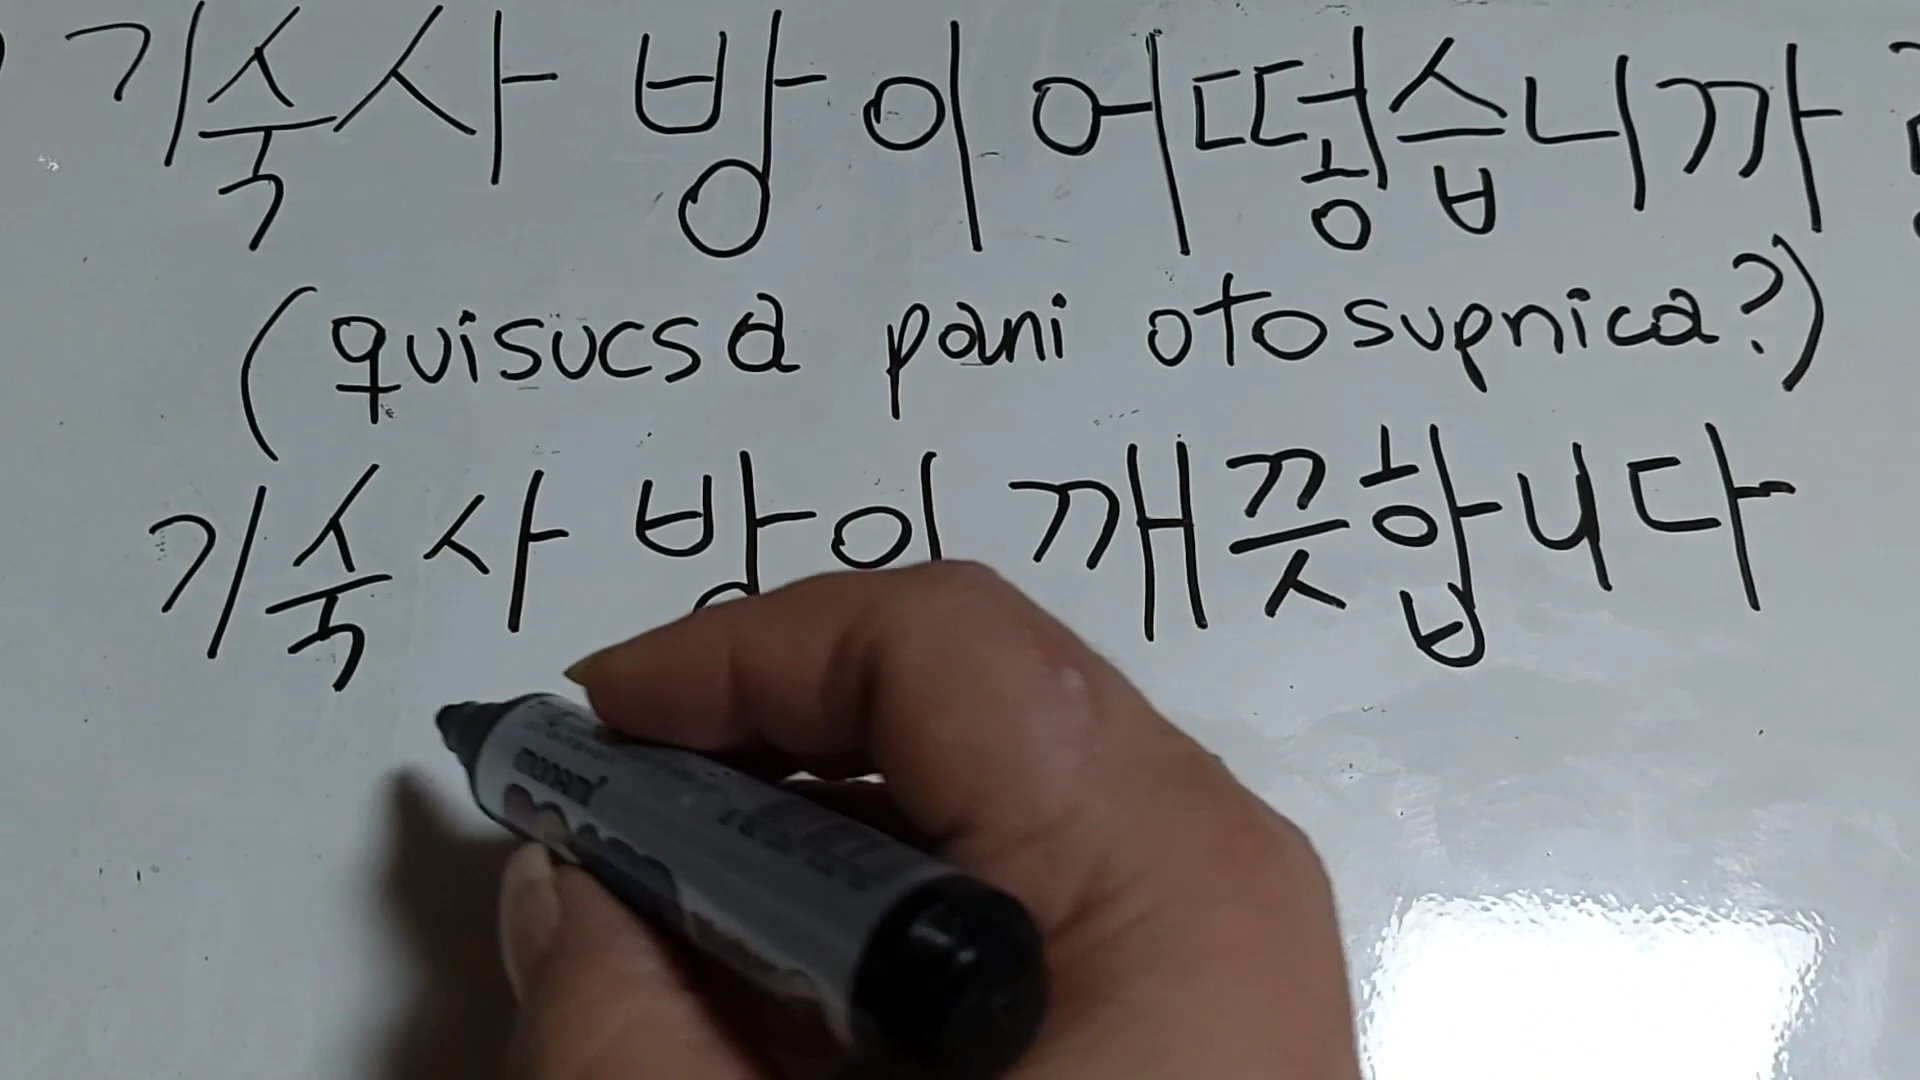 기숙사 방이 어떻습니까
(quisucsa pani otosupnica?)
기숙사 방이 깨끗합니다
monami